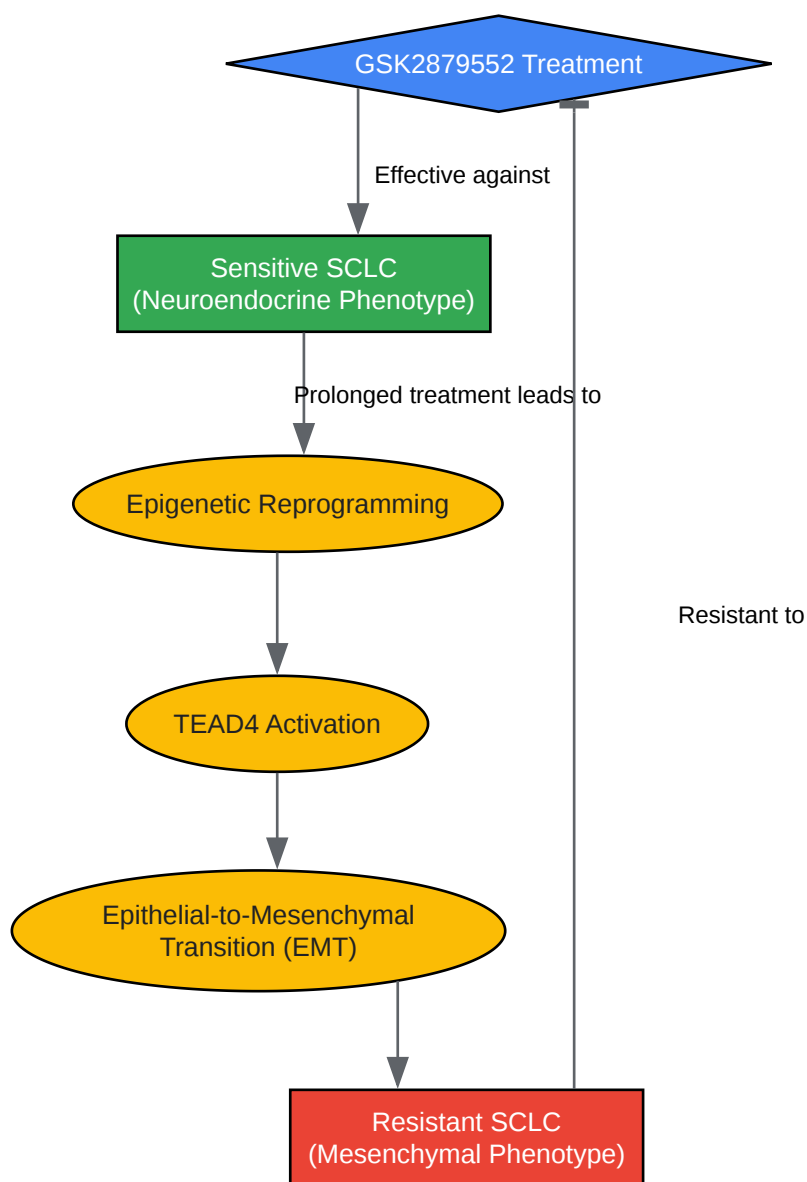 GSK2879552 Treatment
Effective against
Sensitive SCLC
(Neuroendocrine Phenotype)
Prolonged treatment leads to
Epigenetic Reprogramming
Resistant to
TEAD4 Activation
Epithelial-to-Mesenchymal
Transition (EMT)
Resistant SCLC
(Mesenchymal Phenotype)